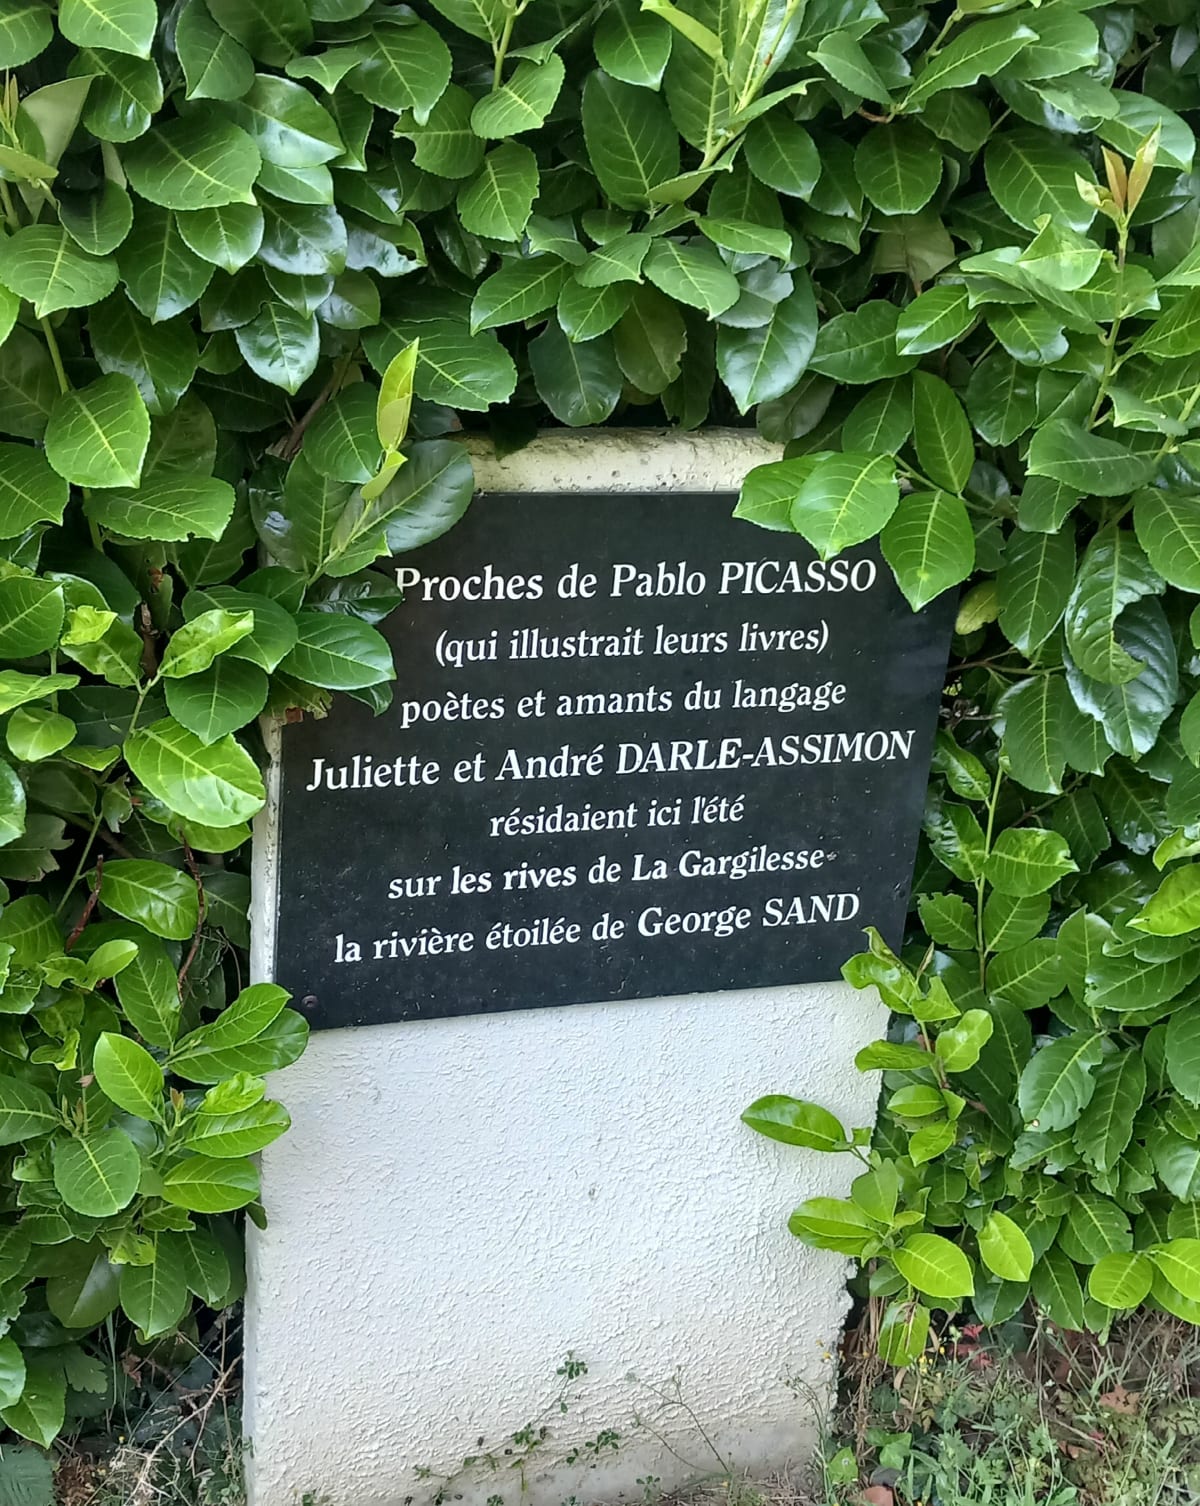 Proches de Pablo PICASSO
(qui illustrait leurs livres)
poètes et amants du langage
Juliette et André DARLE-ASSIMON
résidaient ici l'été
sur les rives de La Gargilesse
la rivière étoilée de George SAND